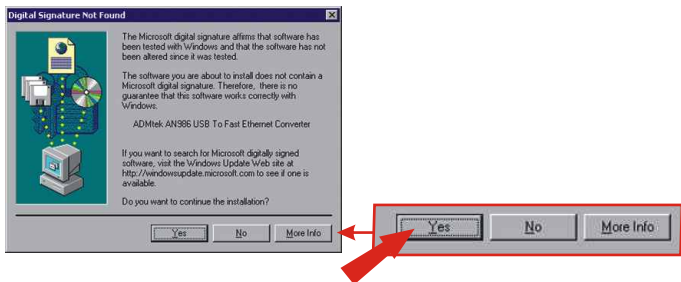 Digital Signature Not Found
The Microsoft digital signature affirms that software has
been tested with Windows and that the software has not
been altered since it was tested.
The software you are about to install does not contain a
Microsoft digital signature. Therefore, there is no
guarantee that this software works correctly with
Windows.
ADMtek AN986 USB To Fast Ethernet Converter
If you want to search for Microsoft digitally signed
software, visit the Windows Update Web site at
http://windowsupdate.microsoft.com to see if one is
available.
Do you want to continue the installation?
Yes No More Info
Yes No More Info